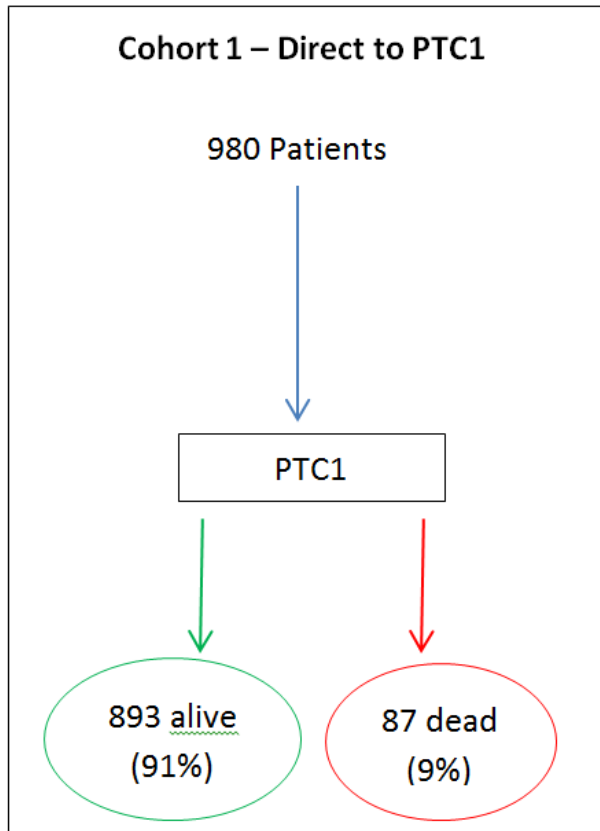 Cohort 1 – Direct to PTC1
980 Patients
PTC1
893 alive
(91%)
87 dead
(9%)